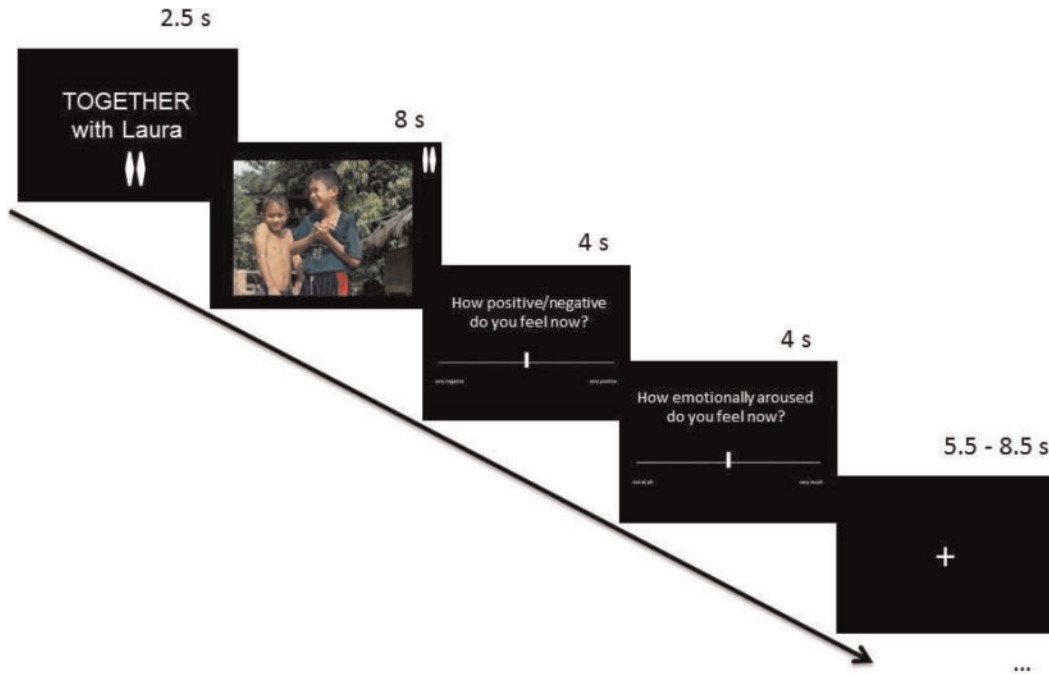 2.5 s
TOGETHER
with Laura
8 s
4 s
How positive/negative
do you feel now?
very negative
very positive
4 s
How emotionally aroused
do you feel now?
not at all
very much
5.5 - 8.5 s
+
...